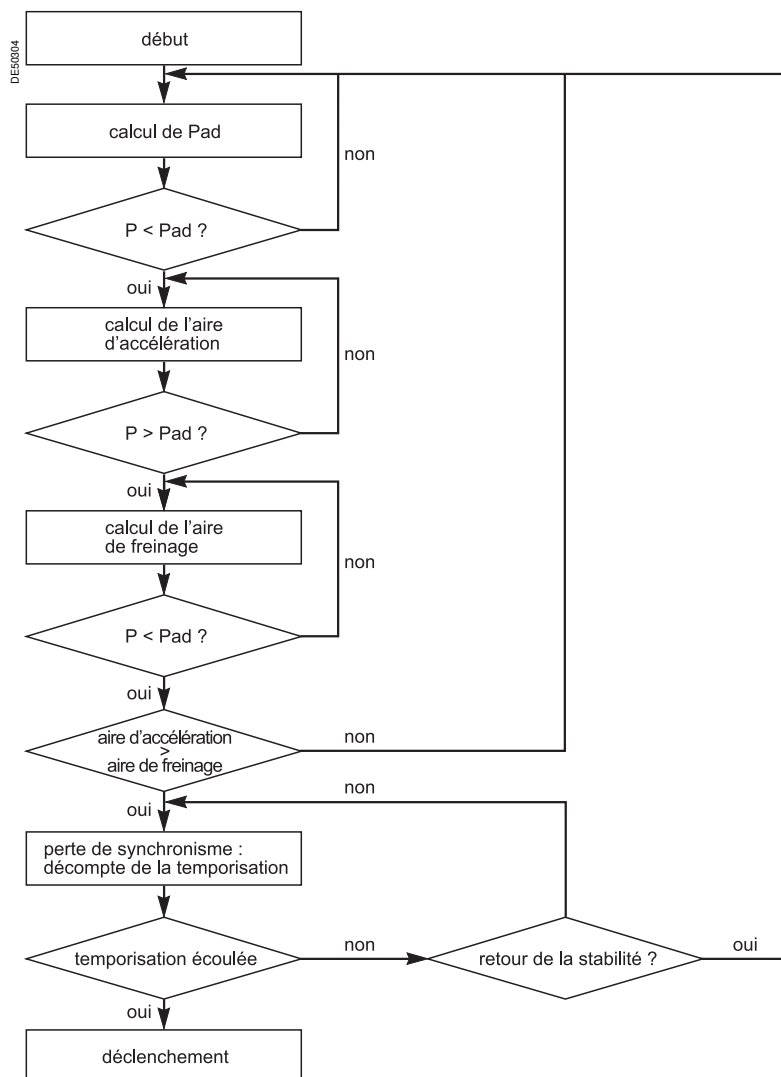 DE50304
début
calcul de Pad
non
P < Pad ?
oui
calcul de l’aire
d’accélération
non
P > Pad ?
oui
calcul de l’aire
de freinage
non
P < Pad ?
oui
aire d’accélération
>
aire de freinage
non
oui
non
perte de synchronisme :
décompte de la temporisation
temporisation écoulée
non
retour de la stabilité ?
oui
oui
déclenchement